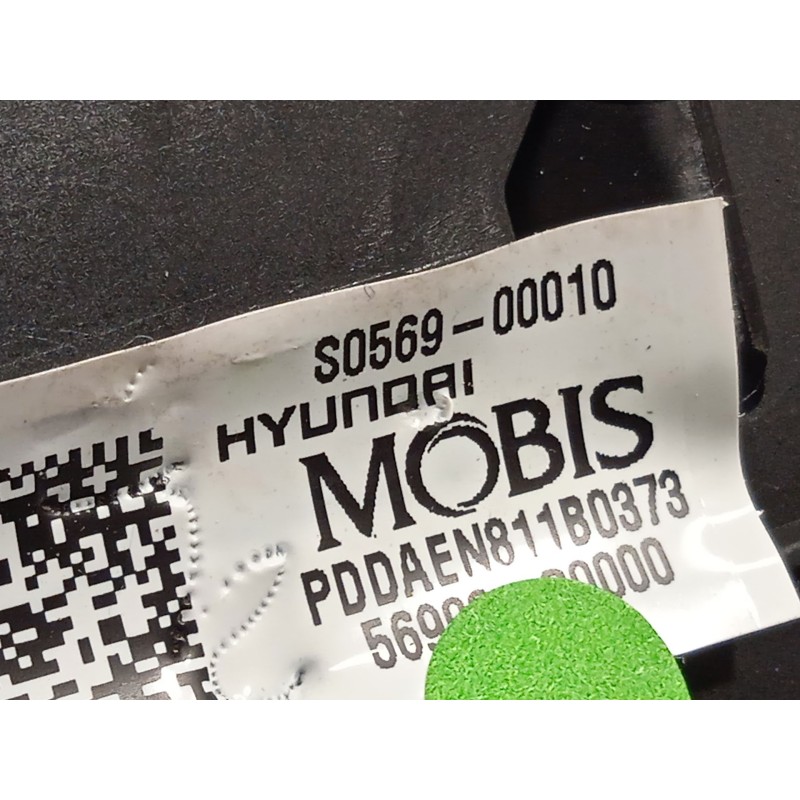 S0569-00010
HYUNDAI
MOBIS
PDDAEN811B0373